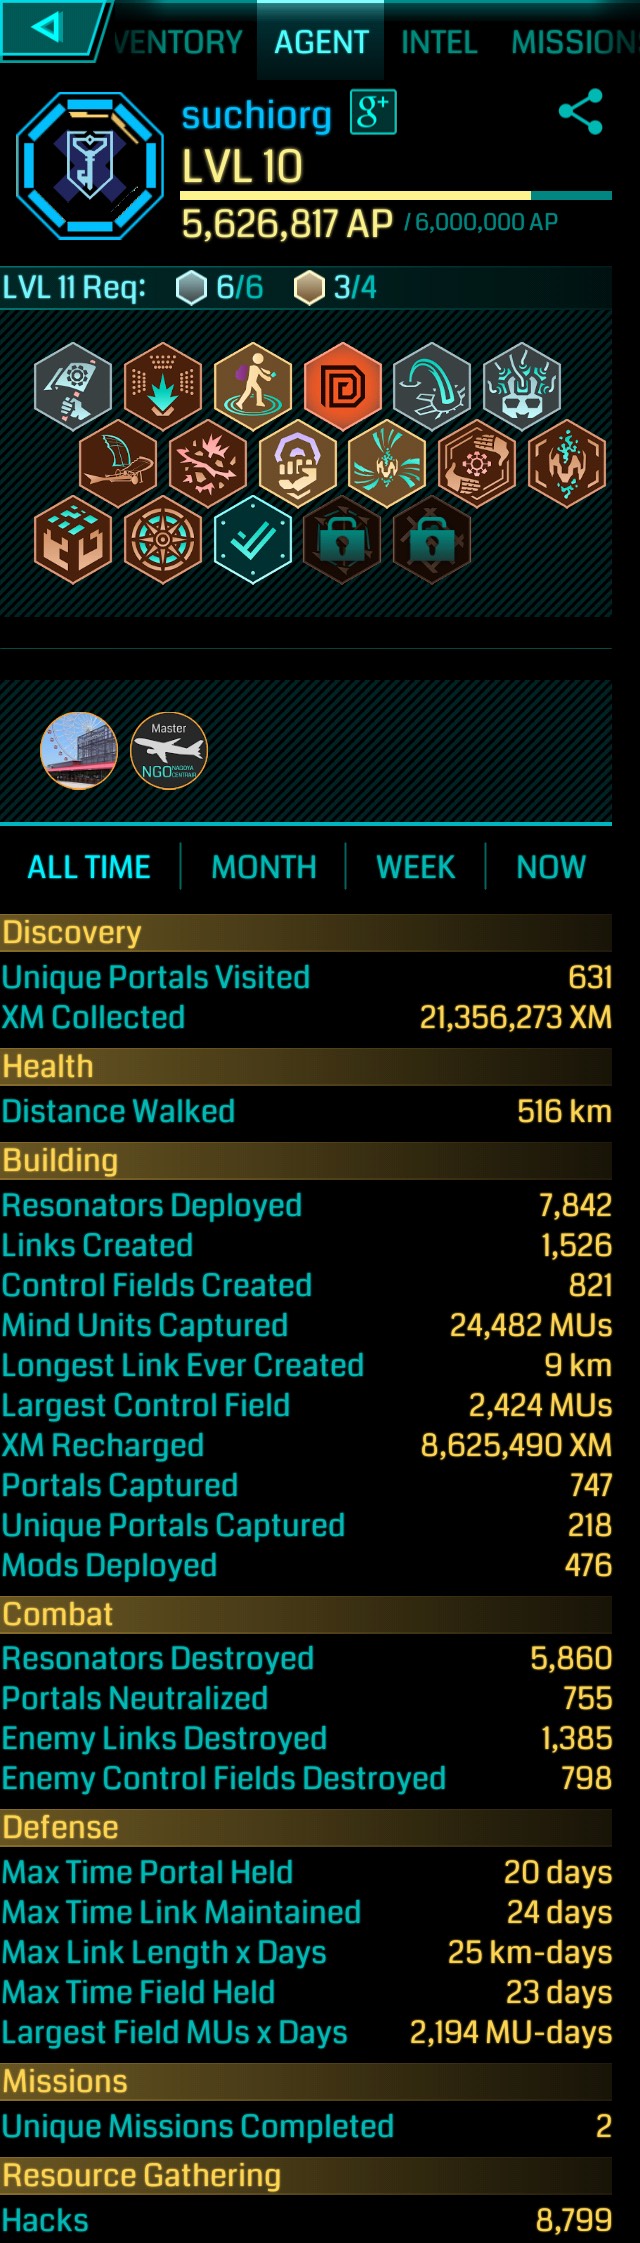 VENTORY AGENT INTEL MISSION
suchiorg g+
LVL 10
5,626,817 AP / 6,000,000 AP
LVL 11 Req: 6/6 3/4
Master
NGO NAGOYA CENTRAIR
ALL TIME MONTH WEEK NOW
Discovery
Unique Portals Visited 631
XM Collected 21,356,273 XM
Health
Distance Walked 516 km
Building
Resonators Deployed 7,842
Links Created 1,526
Control Fields Created 821
Mind Units Captured 24,482 MUs
Longest Link Ever Created 9 km
Largest Control Field 2,424 MUs
XM Recharged 8,625,490 XM
Portals Captured 747
Unique Portals Captured 218
Mods Deployed 476
Combat
Resonators Destroyed 5,860
Portals Neutralized 755
Enemy Links Destroyed 1,385
Enemy Control Fields Destroyed 798
Defense
Max Time Portal Held 20 days
Max Time Link Maintained 24 days
Max Link Length x Days 25 km-days
Max Time Field Held 23 days
Largest Field MUs x Days 2,194 MU-days
Missions
Unique Missions Completed 2
Resource Gathering
Hacks 8,799